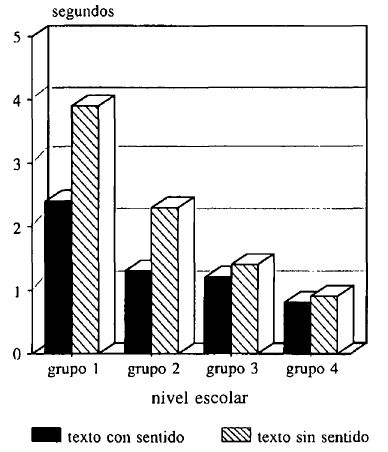 segundos
5
4
3
2
1
0
grupo 1 grupo 2 grupo 3 grupo 4
nivel escolar
texto con sentido texto sin sentido